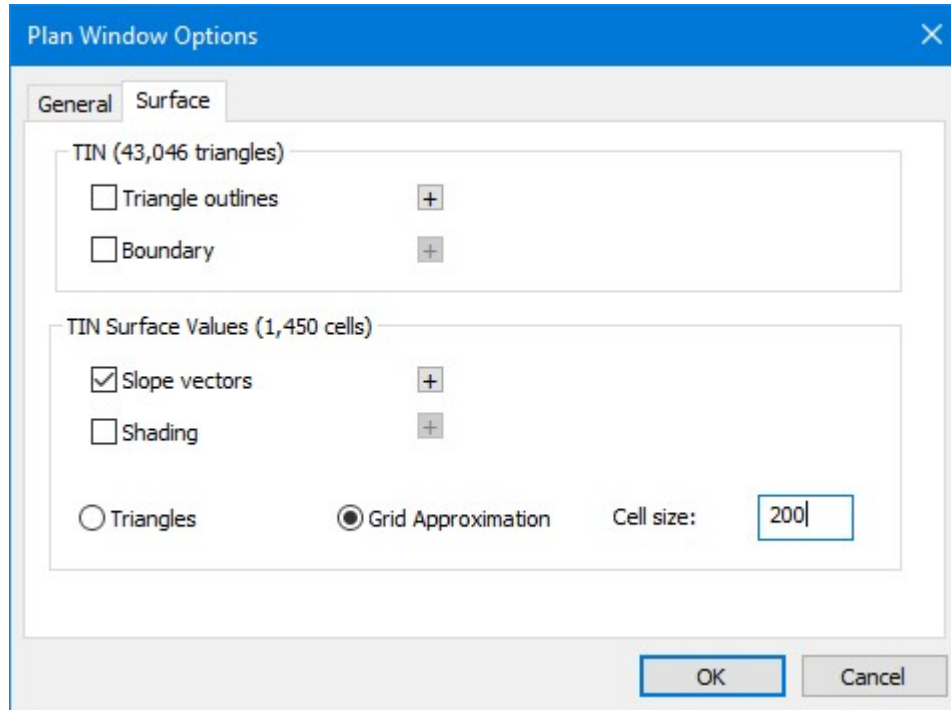 Plan Window Options
General Surface
TIN (43,046 triangles)
Triangle outlines +
Boundary +
TIN Surface Values (1,450 cells)
Slope vectors +
Shading +
Triangles Grid Approximation Cell size: 200
OK Cancel